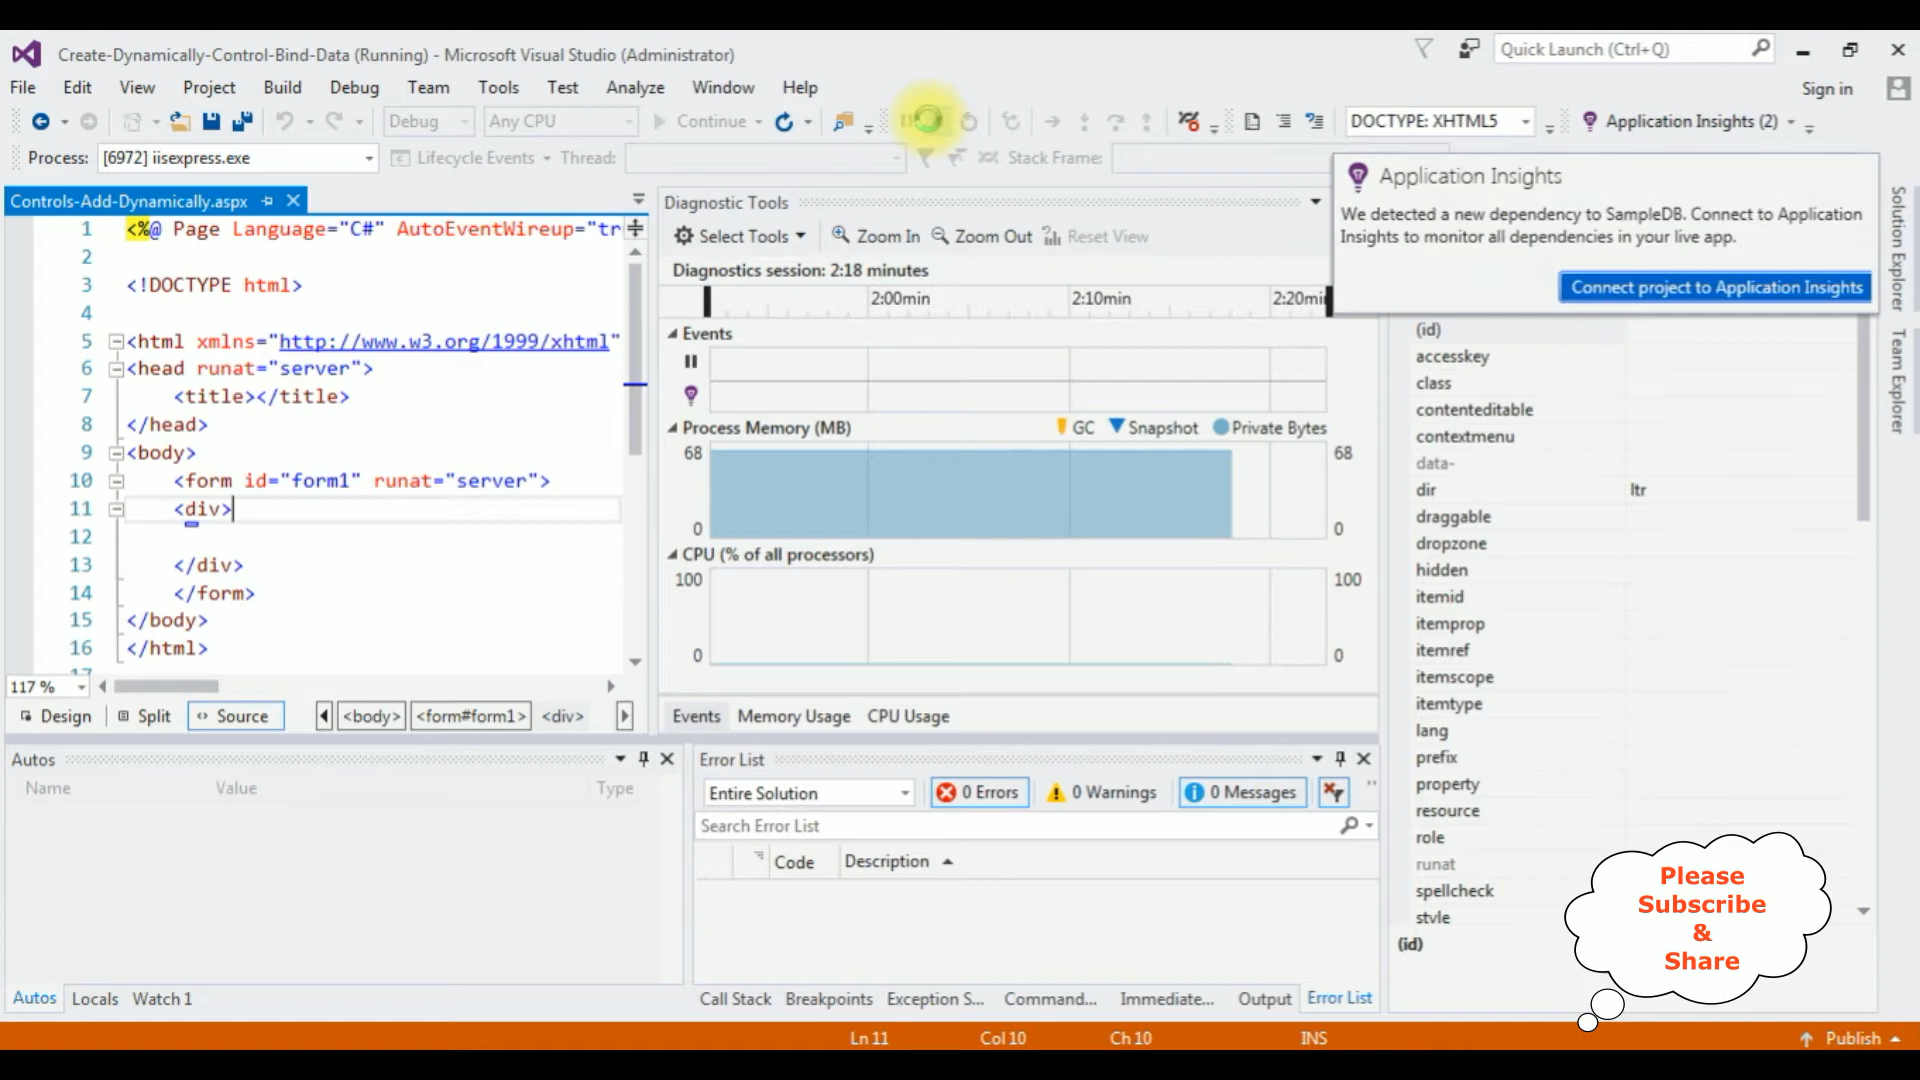 Create-Dynamically-Control-Bind-Data (Running) - Microsoft Visual Studio (Administrator)
Quick Launch (Ctrl+Q)
File Edit View Project Build Debug Team Tools Test Analyze Window Help
Sign in
Debug Any CPU Continue DOCTYPE: XHTML5 Application Insights (2)
Process: [6972] iisexpress.exe Lifecycle Events Thread: Stack Frame:
Application Insights
We detected a new dependency to SampleDB. Connect to Application
Insights to monitor all dependencies in your live app.
Connect project to Application Insights
Controls-Add-Dynamically.aspx
1 <%@ Page Language="C#" AutoEventWireup="tr
2
3 <!DOCTYPE html>
4
5 <html xmlns="http://www.w3.org/1999/xhtml"
6 <head runat="server">
7 <title></title>
8 </head>
9 <body>
10 <form id="form1" runat="server">
11 <div>
12
13 </div>
14 </form>
15 </body>
16 </html>
117 %
Design Split Source <body> <form#form1> <div>
Diagnostic Tools
Select Tools Zoom In Zoom Out Reset View
Diagnostics session: 2:18 minutes
2:00min 2:10min 2:20mi
Events
Process Memory (MB) GC Snapshot Private Bytes
68 68
0 0
CPU (% of all processors)
100 100
0 0
Events Memory Usage CPU Usage
(id)
accesskey
class
contenteditable
contextmenu
data-
dir ltr
draggable
dropzone
hidden
itemid
itemprop
itemref
itemscope
itemtype
lang
prefix
property
resource
role
runat
spellcheck
style
(id)
Solution Explorer
Team Explorer
Autos
Name Value Type
Autos Locals Watch 1
Error List
Entire Solution 0 Errors 0 Warnings 0 Messages
Search Error List
Code Description
Call Stack Breakpoints Exception S... Command... Immediate... Output Error List
Please
Subscribe
&
Share
Ln 11 Col 10 Ch 10 INS Publish